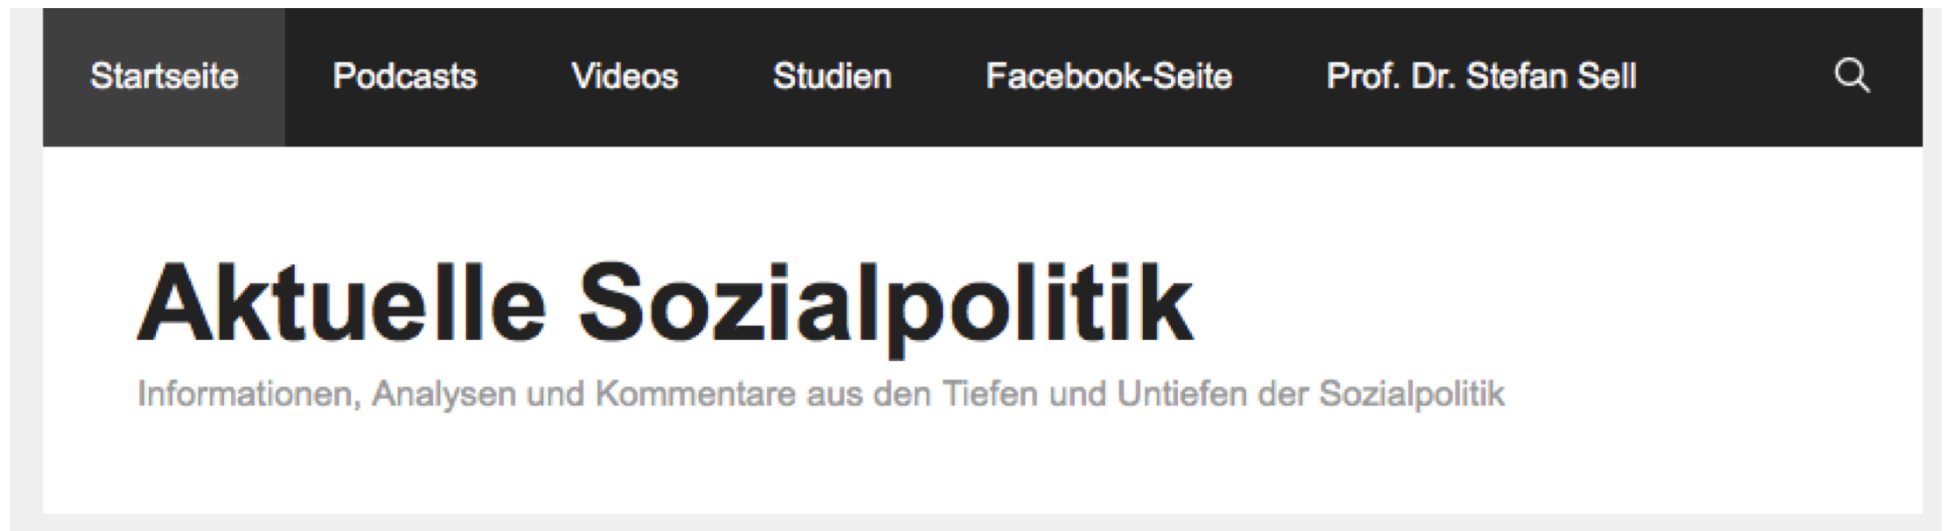 Startseite Podcasts Videos Studien Facebook-Seite Prof. Dr. Stefan Sell
Aktuelle Sozialpolitik
Informationen, Analysen und Kommentare aus den Tiefen und Untiefen der Sozialpolitik